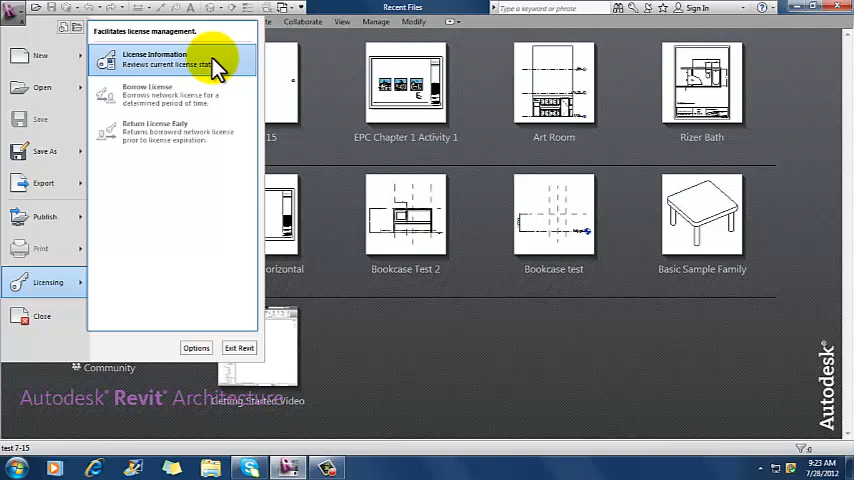 Recent Files
Type a keyword or phrase
Sign In
Collaborate
View
Manage
Modify
Facilitates license management.
New
License Information
Reviews current license
Open
Borrow License
Borrows network license for a
determined period of time.
Save
Return License Early
Returns borrowed network license
prior to license expiration.
Save As
Export
Publish
Print
Licensing
Close
Options
Exit Revit
15
EPC Chapter 1 Activity 1
Art Room
Rizer Bath
orizontal
Bookcase Test 2
Bookcase test
Basic Sample Family
Community
Autodesk® Revit® Architecture
Getting Started Video
Autodesk®
test 7-15
:0
9:23 AM
7/28/2012